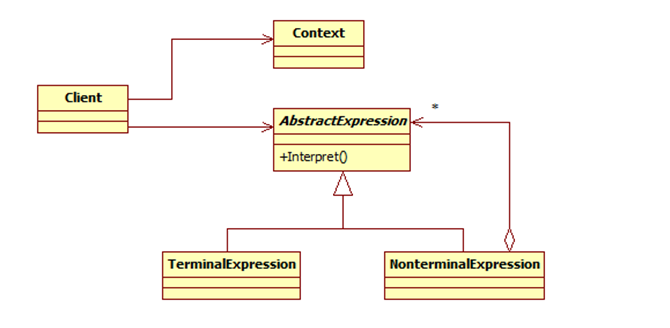 Context
Client
AbstractExpression
*
+Interpret()
TerminalExpression
NonterminalExpression